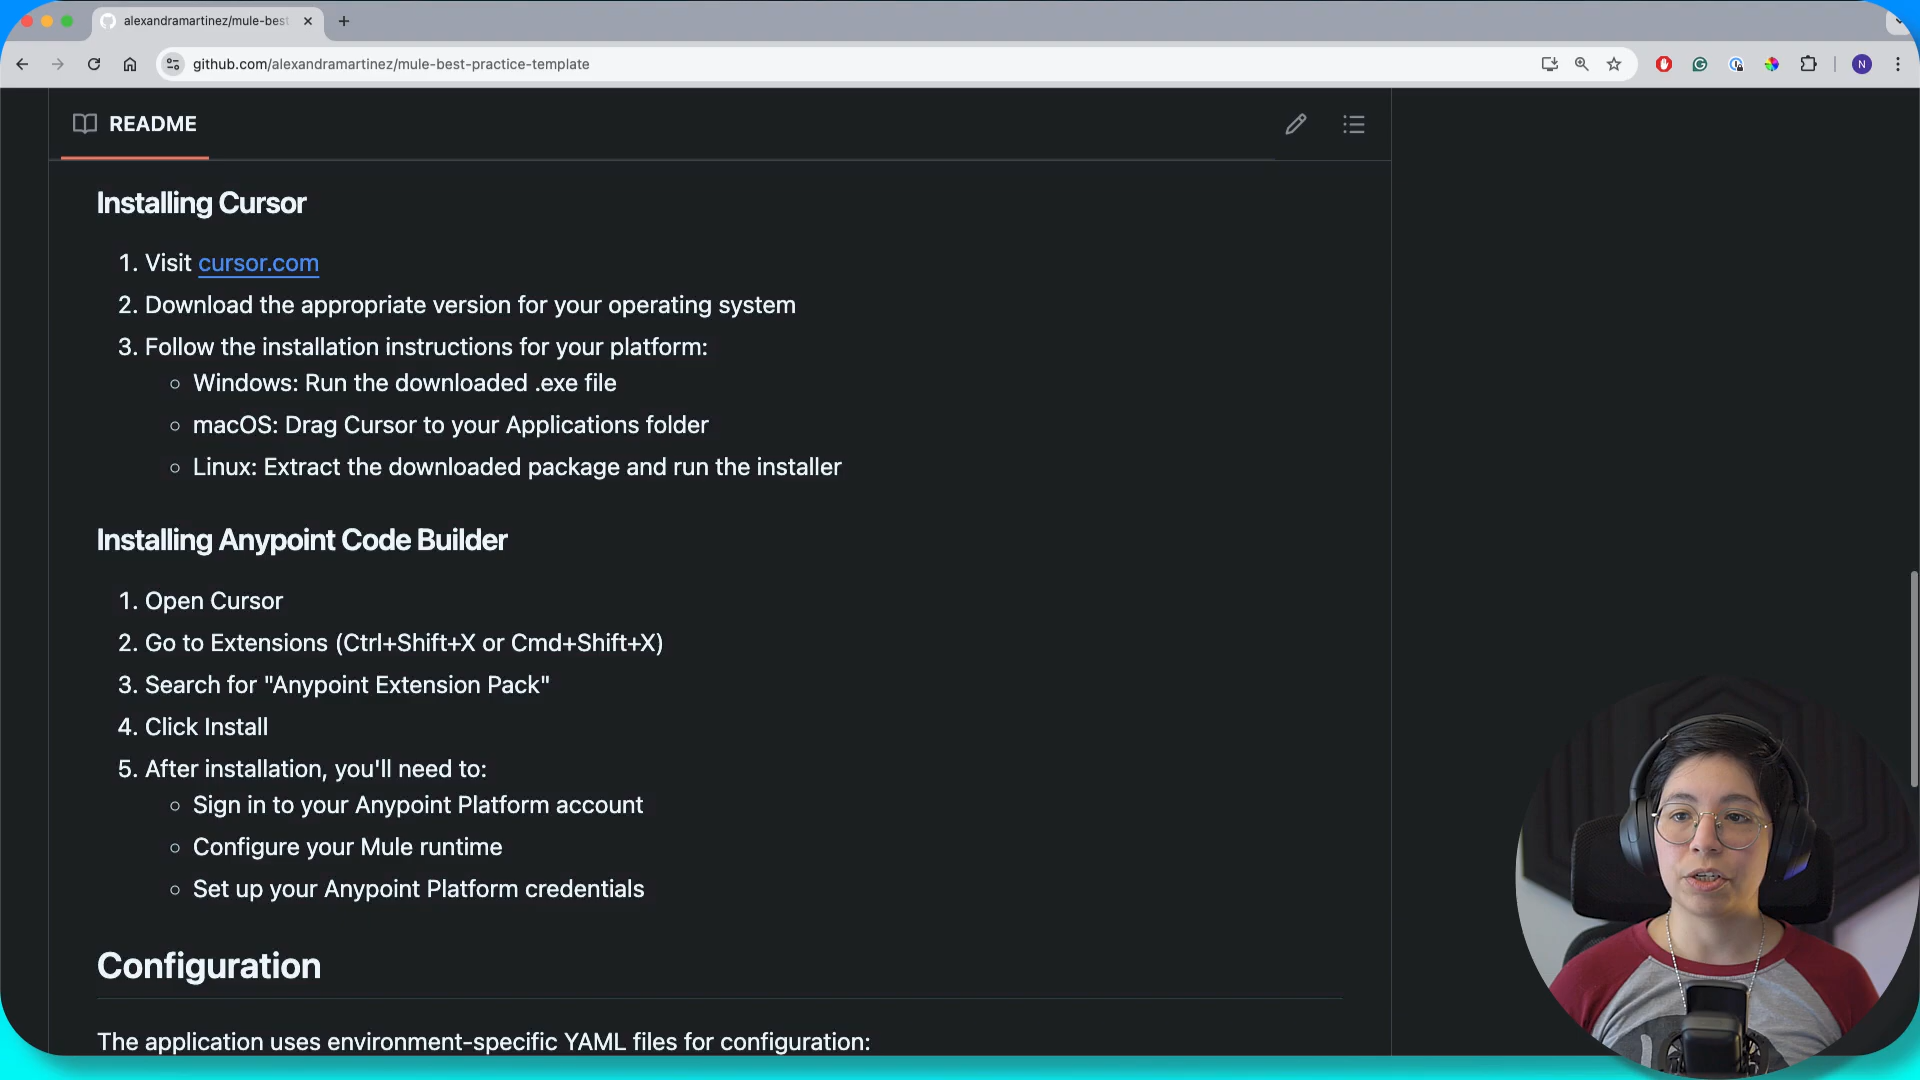 alexandramartinez/mule-best
github.com/alexandramartinez/mule-best-practice-template
N
README
Installing Cursor
1. Visit cursor.com
2. Download the appropriate version for your operating system
3. Follow the installation instructions for your platform:
Windows: Run the downloaded .exe file
macOS: Drag Cursor to your Applications folder
Linux: Extract the downloaded package and run the installer
Installing Anypoint Code Builder
1. Open Cursor
2. Go to Extensions (Ctrl+Shift+X or Cmd+Shift+X)
3. Search for "Anypoint Extension Pack"
4. Click Install
5. After installation, you'll need to:
Sign in to your Anypoint Platform account
Configure your Mule runtime
Set up your Anypoint Platform credentials
Configuration
The application uses environment-specific YAML files for configuration: